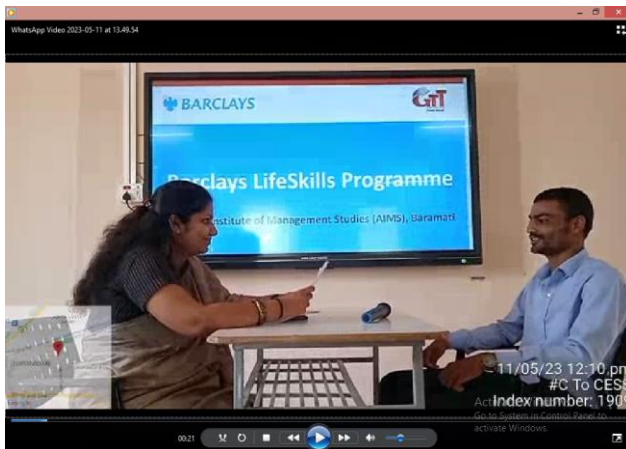 WhatsApp Video 2023-05-11 at 13.49.54
BARCLAYS
GTT
Barclays LifeSkills Programme
Institute of Management Studies (AIMS), Baramati
11/05/23 12:10.pm
#C To CESS
Index number: 1909
Go to System in Control Panel to
activate Windows.
00:21